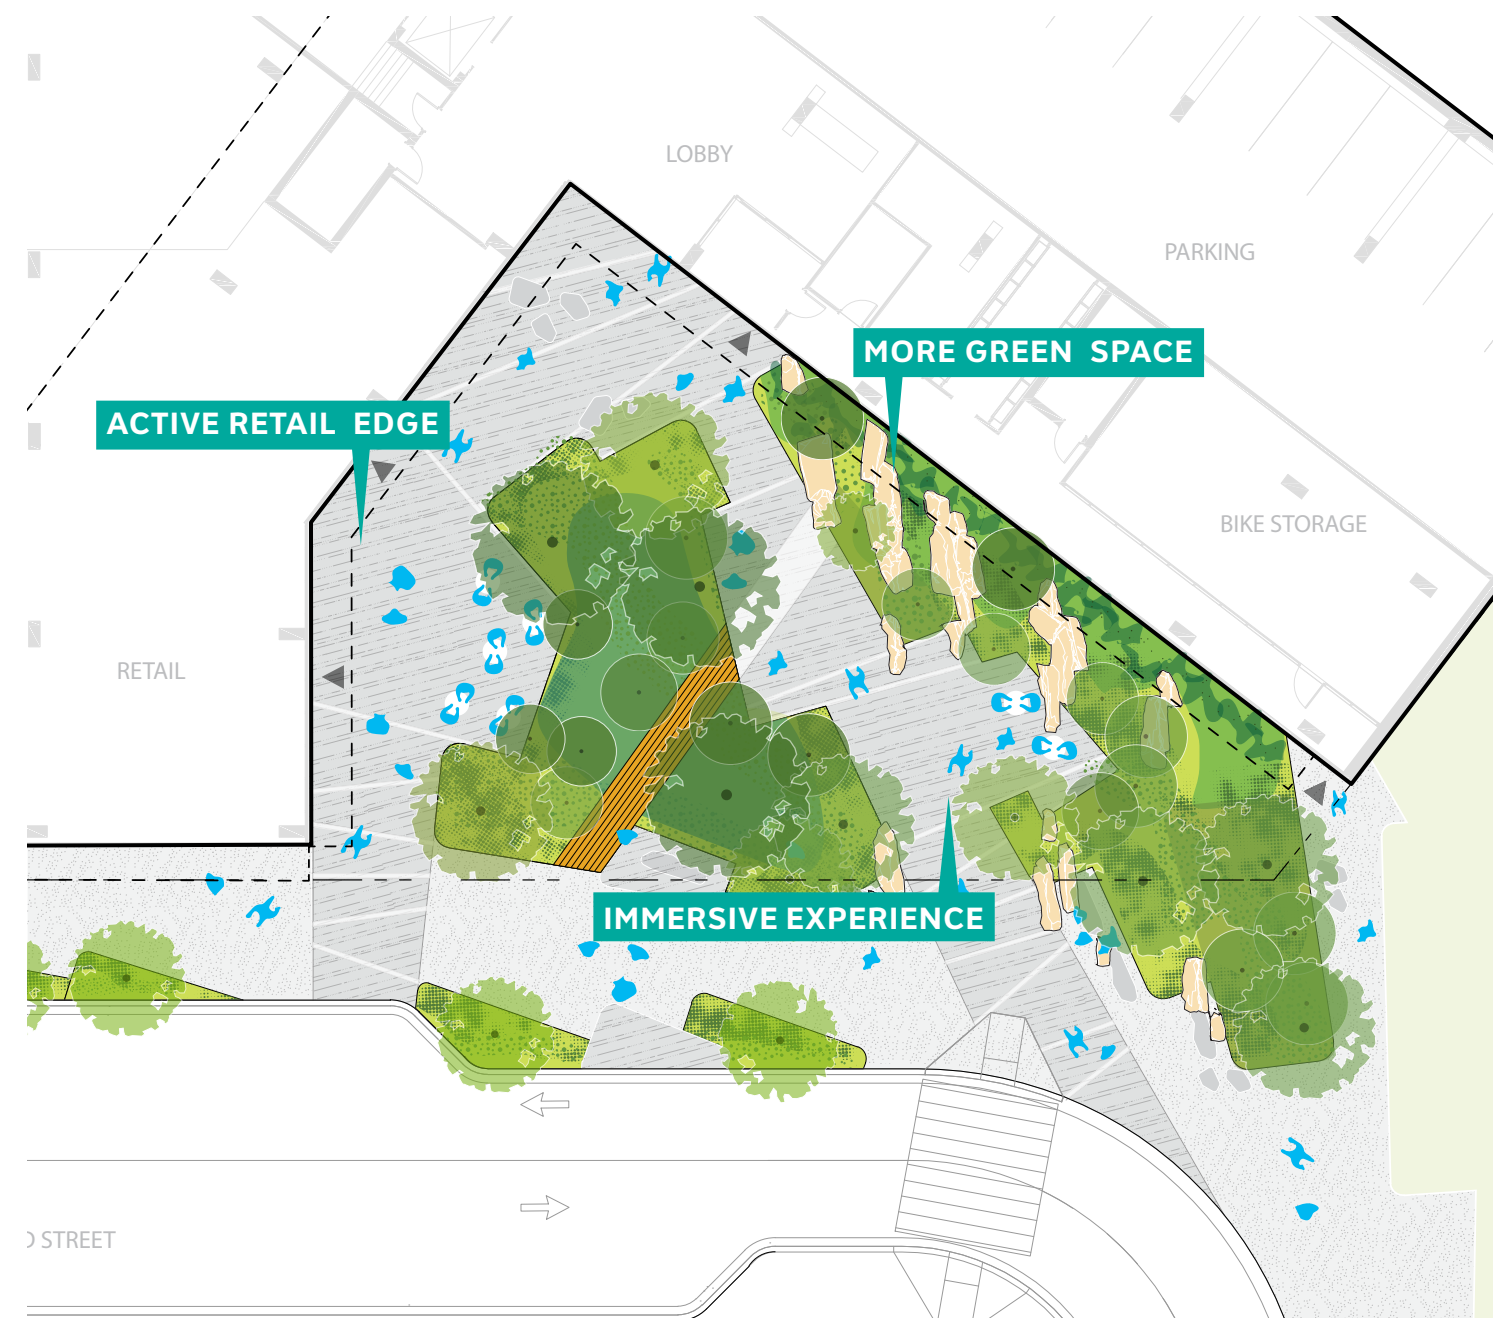 LOBBY
PARKING
MORE GREEN SPACE
ACTIVE RETAIL EDGE
BIKE STORAGE
RETAIL
IMMERSIVE EXPERIENCE
STREET